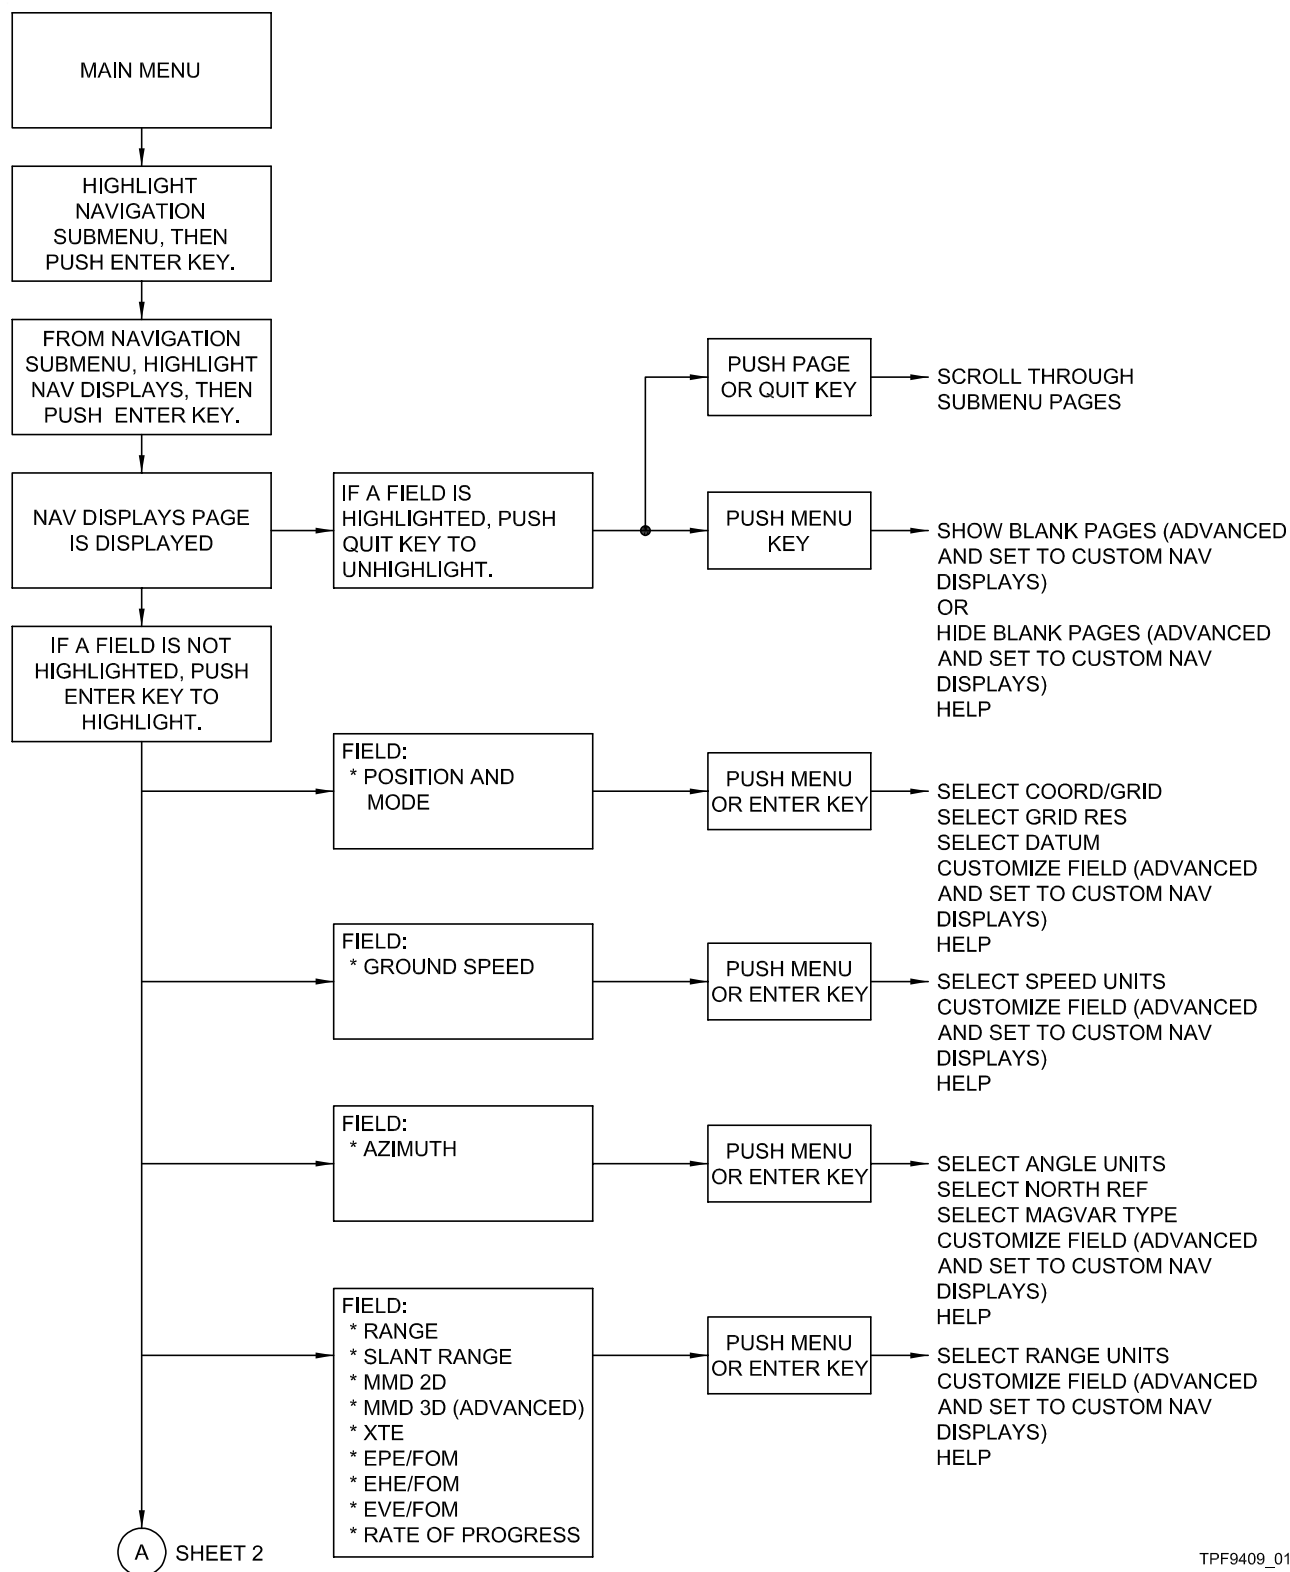 MAIN MENU
HIGHLIGHT
NAVIGATION
SUBMENU, THEN
PUSH ENTER KEY.
FROM NAVIGATION
SUBMENU, HIGHLIGHT
NAV DISPLAYS, THEN
PUSH ENTER KEY.
NAV DISPLAYS PAGE
IS DISPLAYED
IF A FIELD IS
HIGHLIGHTED, PUSH
QUIT KEY TO
UNHIGHLIGHT.
PUSH PAGE
OR QUIT KEY
SCROLL THROUGH
SUBMENU PAGES
PUSH MENU
KEY
SHOW BLANK PAGES (ADVANCED
AND SET TO CUSTOM NAV
DISPLAYS)
OR
HIDE BLANK PAGES (ADVANCED
AND SET TO CUSTOM NAV
DISPLAYS)
HELP
IF A FIELD IS NOT
HIGHLIGHTED, PUSH
ENTER KEY TO
HIGHLIGHT.
FIELD:
* POSITION AND
MODE
PUSH MENU
OR ENTER KEY
SELECT COORD/GRID
SELECT GRID RES
SELECT DATUM
CUSTOMIZE FIELD (ADVANCED
AND SET TO CUSTOM NAV
DISPLAYS)
HELP
FIELD:
* GROUND SPEED
PUSH MENU
OR ENTER KEY
SELECT SPEED UNITS
CUSTOMIZE FIELD (ADVANCED
AND SET TO CUSTOM NAV
DISPLAYS)
HELP
FIELD:
* AZIMUTH
PUSH MENU
OR ENTER KEY
SELECT ANGLE UNITS
SELECT NORTH REF
SELECT MAGVAR TYPE
CUSTOMIZE FIELD (ADVANCED
AND SET TO CUSTOM NAV
DISPLAYS)
HELP
FIELD:
* RANGE
* SLANT RANGE
* MMD 2D
* MMD 3D (ADVANCED)
* XTE
* EPE/FOM
* EHE/FOM
* EVE/FOM
* RATE OF PROGRESS
PUSH MENU
OR ENTER KEY
SELECT RANGE UNITS
CUSTOMIZE FIELD (ADVANCED
AND SET TO CUSTOM NAV
DISPLAYS)
HELP
A SHEET 2
TPF9409_01